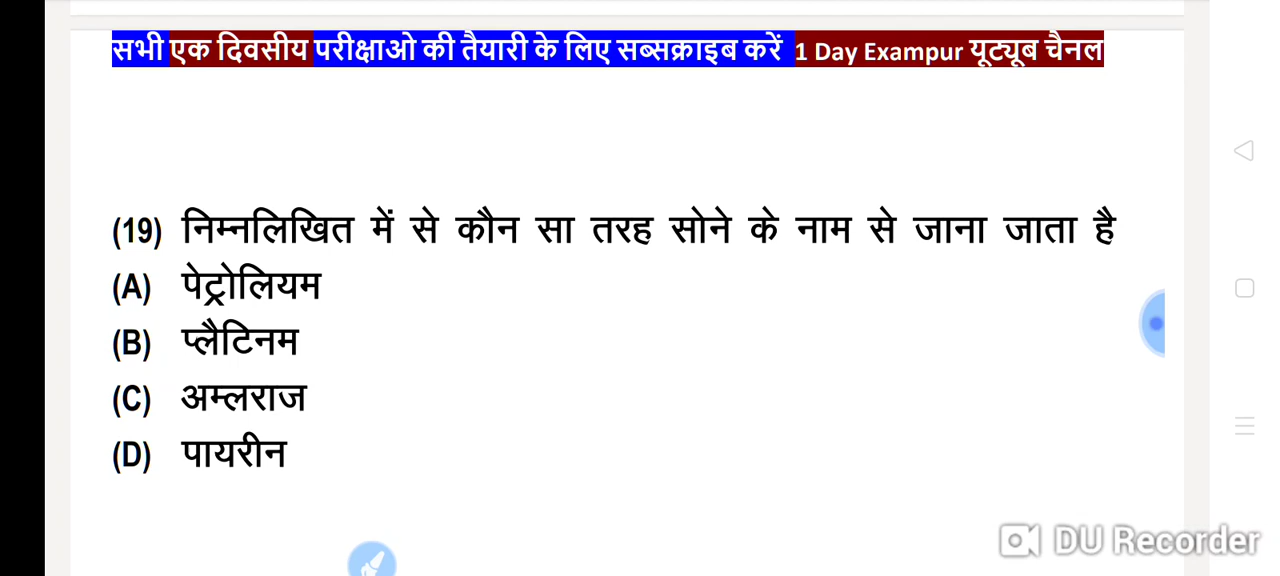 सभी एक दिवसीय परीक्षाओ की तैयारी के लिए सब्सक्राइब करें 1 Day Exampur यूट्यूब चैनल
(19) निम्नलिखित में से कौन सा तरह सोने के नाम से जाना जाता है
(A) पेट्रोलियम
(B) प्लैटिनम
(C) अम्लराज
(D) पायरीन
DU Recorder